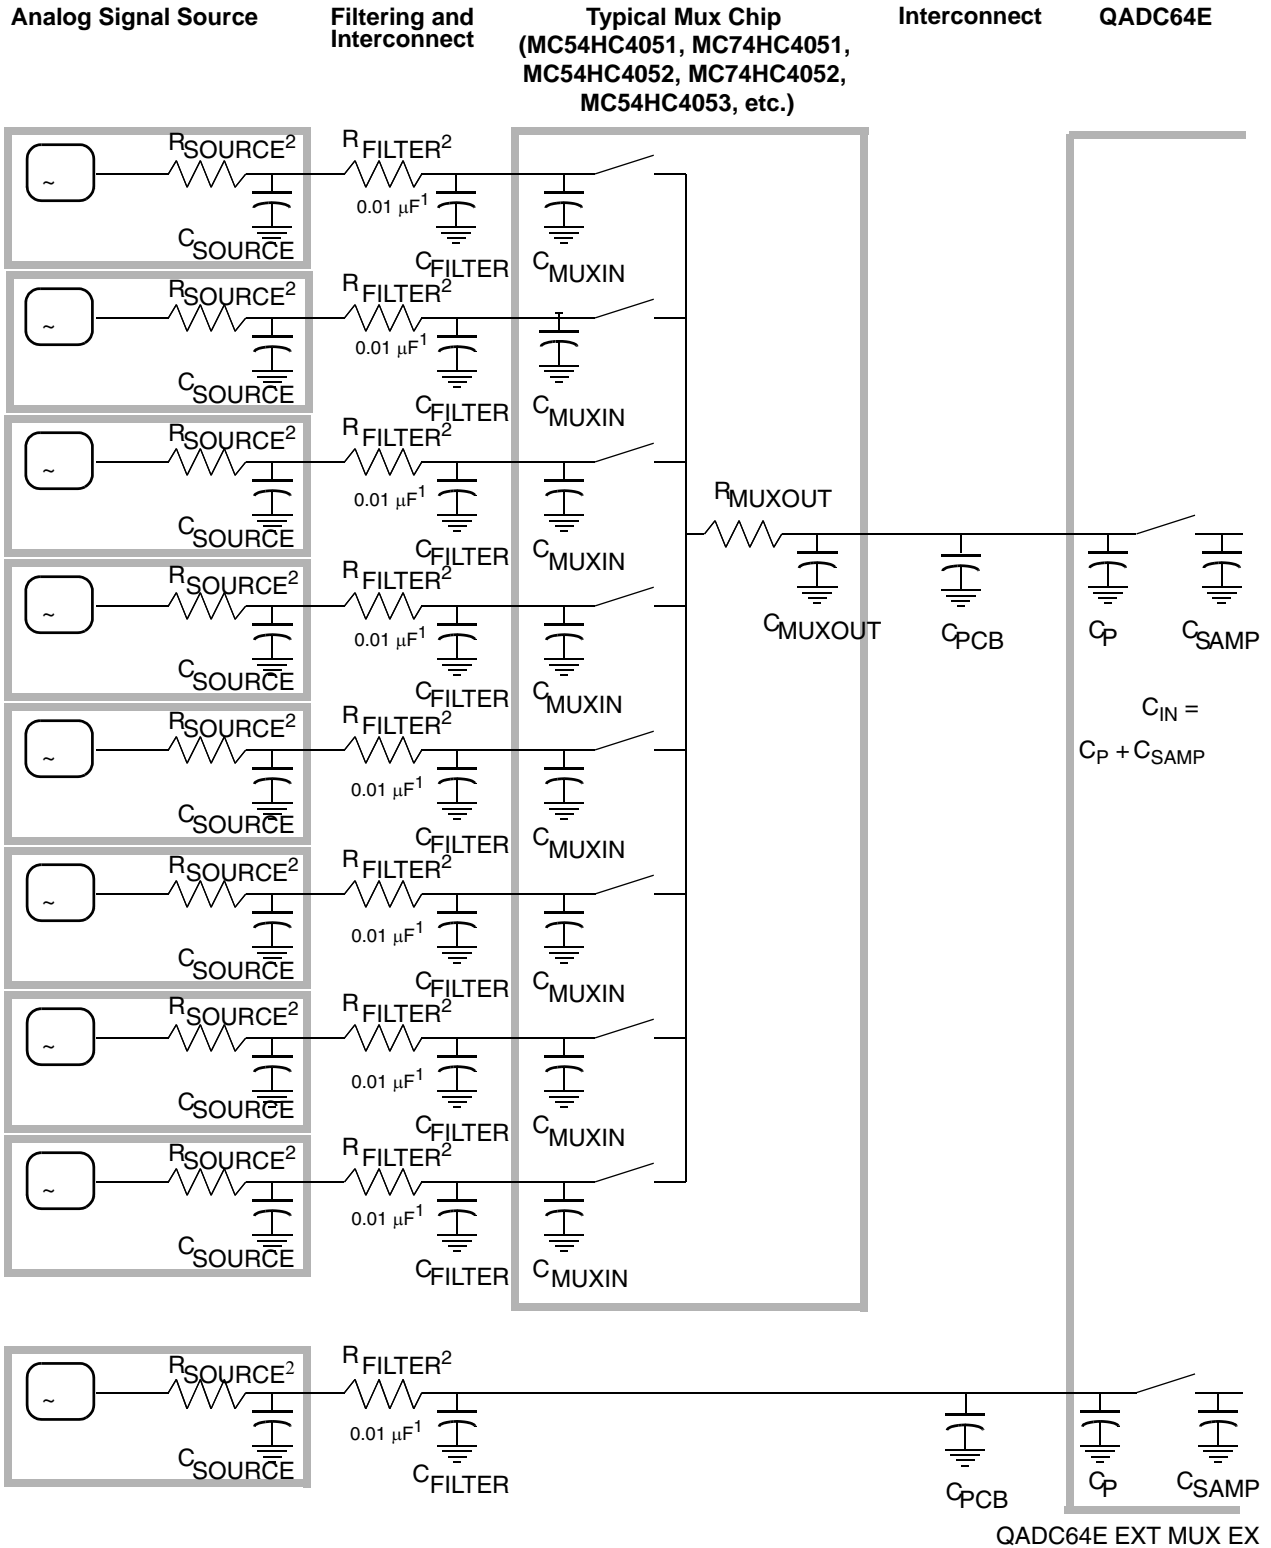 Analog Signal Source
Filtering and
Interconnect
Typical Mux Chip
(MC54HC4051, MC74HC4051,
MC54HC4052, MC74HC4052,
MC54HC4053, etc.)
Interconnect
QADC64E
~ RSOURCE2 CSOURCE RFILTER2 0.01 µF1 CFILTER CMUXIN
~ RSOURCE2 CSOURCE RFILTER2 0.01 µF1 CFILTER CMUXIN
~ RSOURCE2 CSOURCE RFILTER2 0.01 µF1 CFILTER CMUXIN
RMUXOUT
CMUXOUT CPCB CP CSAMP
~ RSOURCE2 CSOURCE RFILTER2 0.01 µF1 CFILTER CMUXIN
CIN =
CP + CSAMP
~ RSOURCE2 CSOURCE RFILTER2 0.01 µF1 CFILTER CMUXIN
~ RSOURCE2 CSOURCE RFILTER2 0.01 µF1 CFILTER CMUXIN
~ RSOURCE2 CSOURCE RFILTER2 0.01 µF1 CFILTER CMUXIN
~ RSOURCE2 CSOURCE RFILTER2 0.01 µF1 CFILTER CMUXIN
~ RSOURCE2 CSOURCE RFILTER2 0.01 µF1 CFILTER CPCB CP CSAMP
QADC64E EXT MUX EX